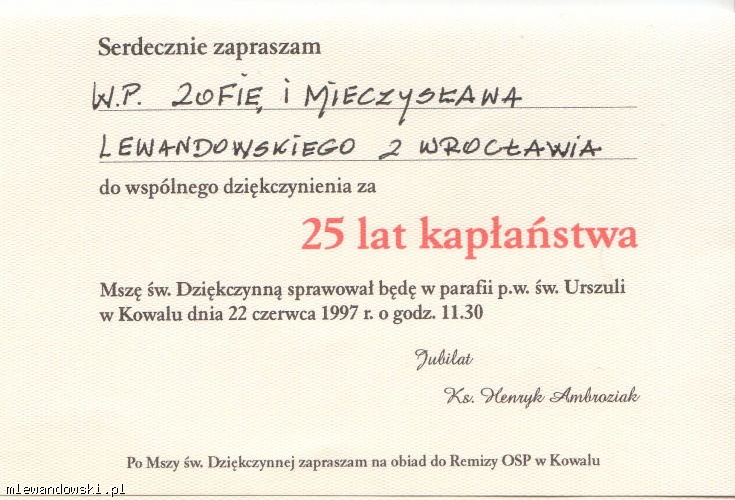 Serdecznie zapraszam
W.P. ZOFIĘ i MIECZYSŁAWA
LEWANDOWSKIEGO Z WROCŁAWIA
do wspólnego dziękczynienia za
25 lat kapłaństwa
Mszę św. Dziękczynną sprawował będę w parafii p.w. św. Urszuli
w Kowalu dnia 22 czerwca 1997 r. o godz. 11.30
Jubilat
Ks. Henryk Ambroziak
Po Mszy św. Dziękczynnej zapraszam na obiad do Remizy OSP w Kowalu
mlewandowski.pl